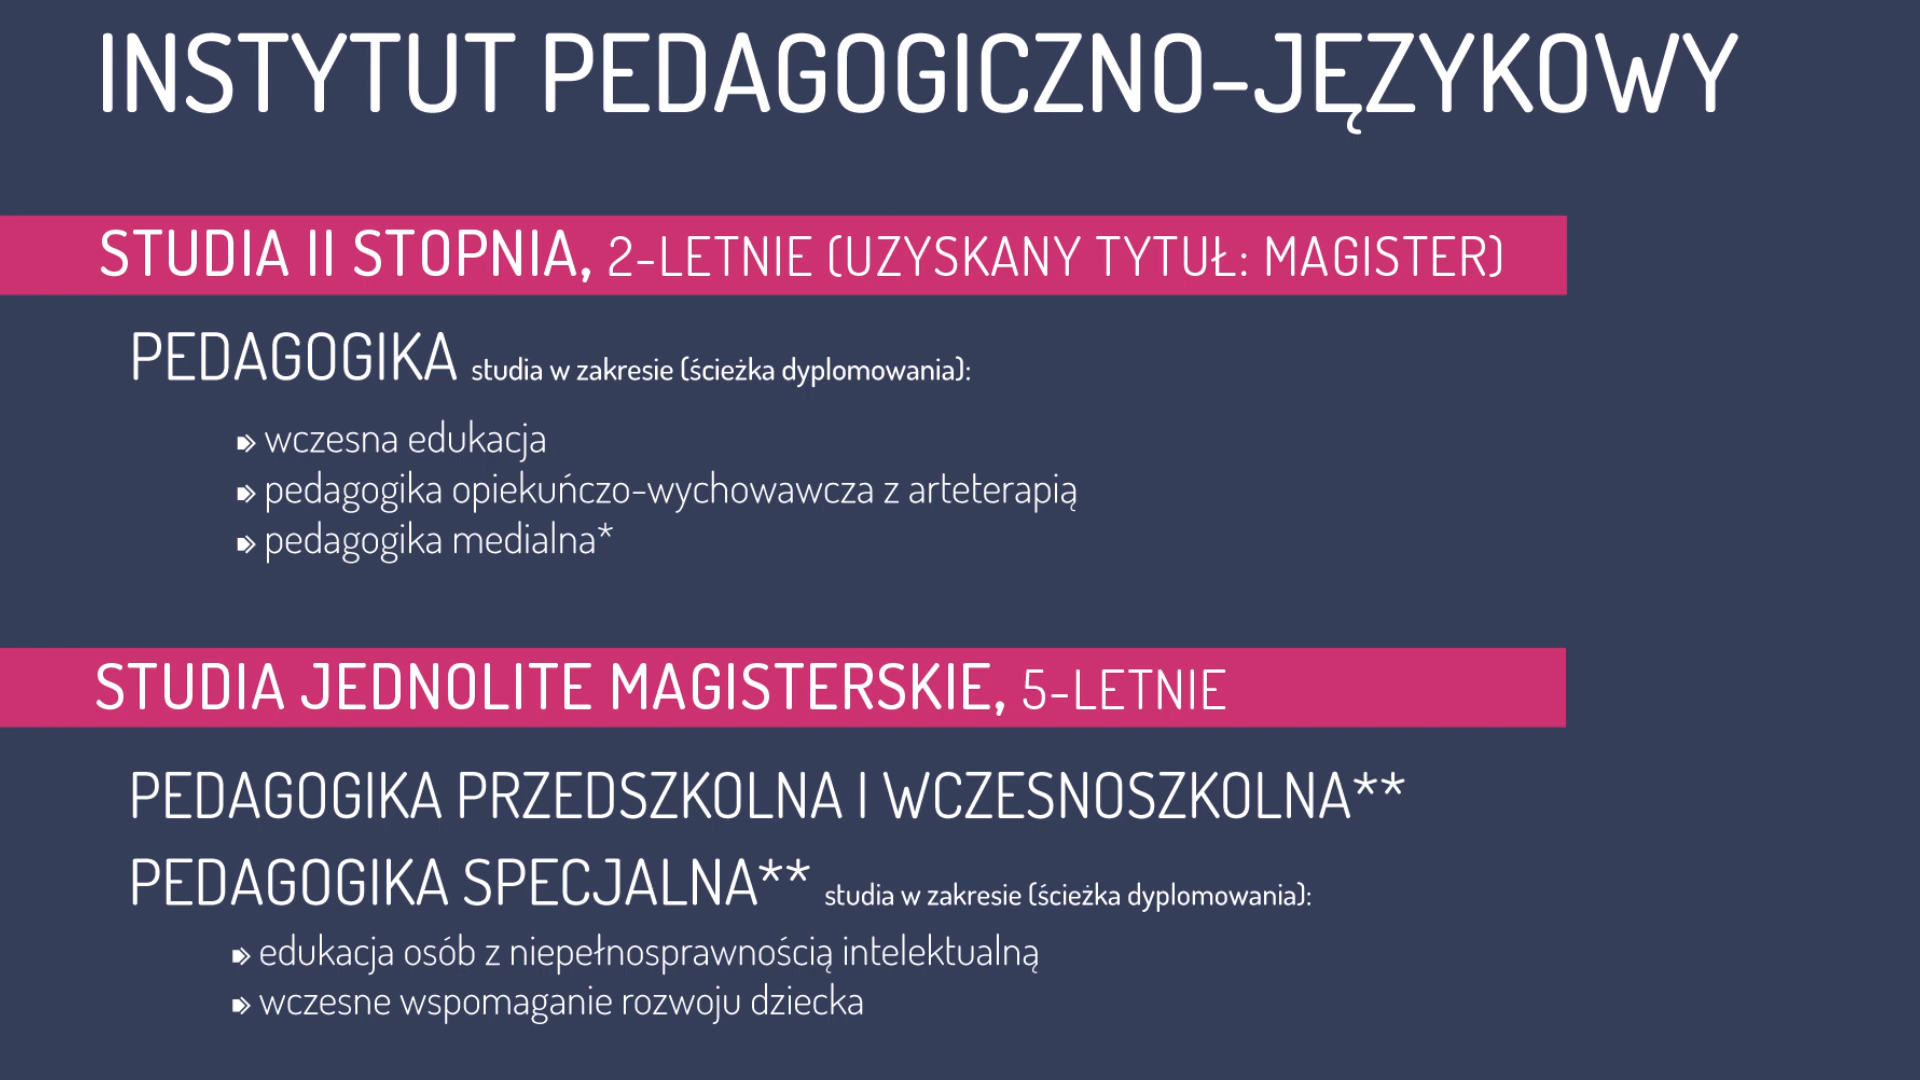 INSTYTUT PEDAGOGICZNO-JĘZYKOWY
STUDIA II STOPNIA, 2-LETNIE (UZYSKANY TYTUŁ: MAGISTER)
PEDAGOGIKA studia w zakresie (ścieżka dyplomowania):
wczesna edukacja
pedagogika opiekuńczo-wychowawcza z arteterapią
pedagogika medialna*
STUDIA JEDNOLITE MAGISTERSKIE, 5-LETNIE
PEDAGOGIKA PRZEDSZKOLNA I WCZESNOSZKOLNA**
PEDAGOGIKA SPECJALNA** studia w zakresie (ścieżka dyplomowania):
edukacja osób z niepełnosprawnością intelektualną
wczesne wspomaganie rozwoju dziecka